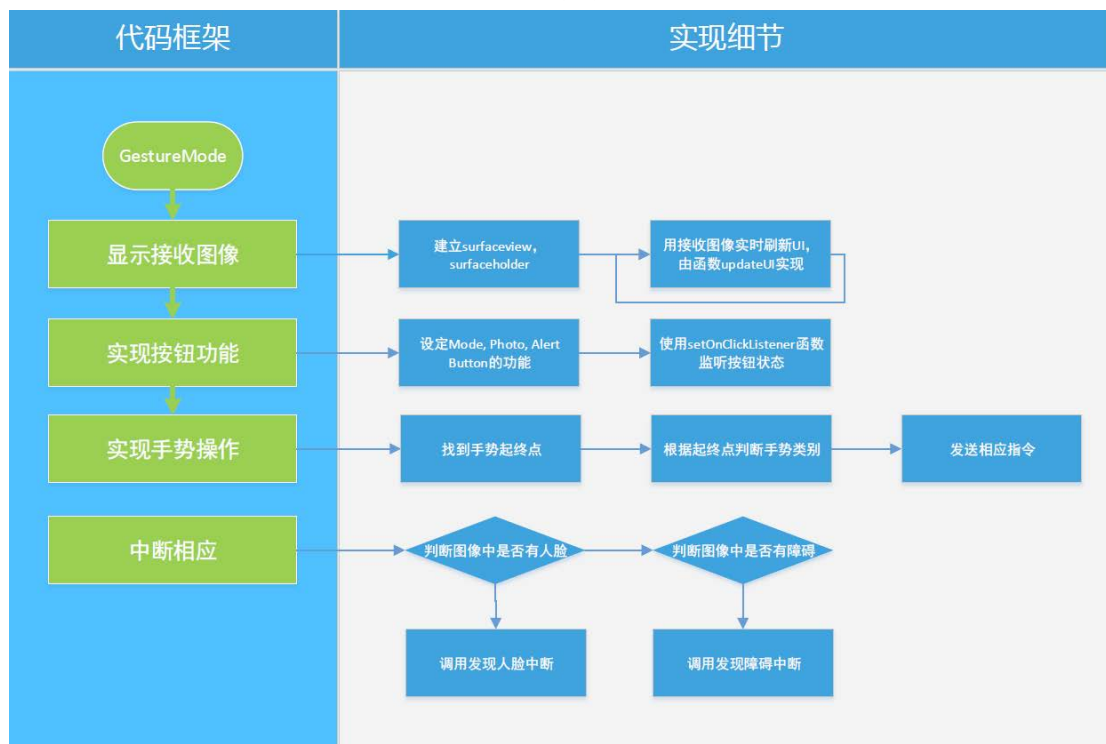 代码框架
实现细节
GestureMode
显示接收图像
建立surfaceview，
surfaceholder
用接收图像实时刷新UI，
由函数updateUI实现
实现按钮功能
设定Mode, Photo, Alert
Button的功能
使用setOnClickListener函数
监听按钮状态
实现手势操作
找到手势起终点
根据起终点判断手势类别
发送相应指令
中断相应
判断图像中是否有人脸
判断图像中是否有障碍
调用发现人脸中断
调用发现障碍中断